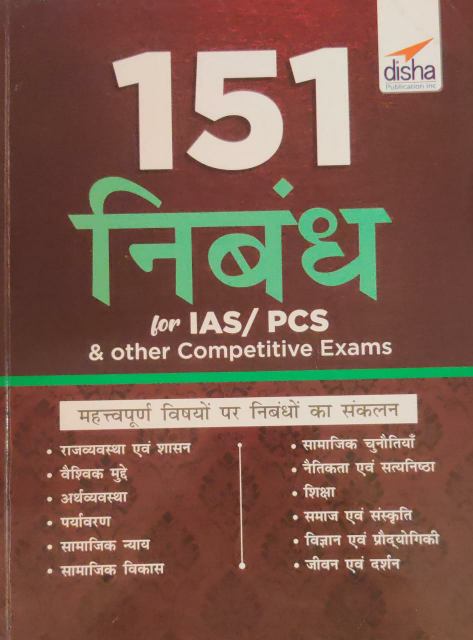 disha
Publication Inc
151
निबंध
for IAS/ PCS
& other Competitive Exams
महत्त्वपूर्ण विषयों पर निबंधों का संकलन
• राजव्यवस्था एवं शासन
• वैश्विक मुद्दे
• अर्थव्यवस्था
• पर्यावरण
• सामाजिक न्याय
• सामाजिक विकास
• सामाजिक चुनौतियाँ
• नैतिकता एवं सत्यनिष्ठा
• शिक्षा
• समाज एवं संस्कृति
• विज्ञान एवं प्रौद्योगिकी
• जीवन एवं दर्शन